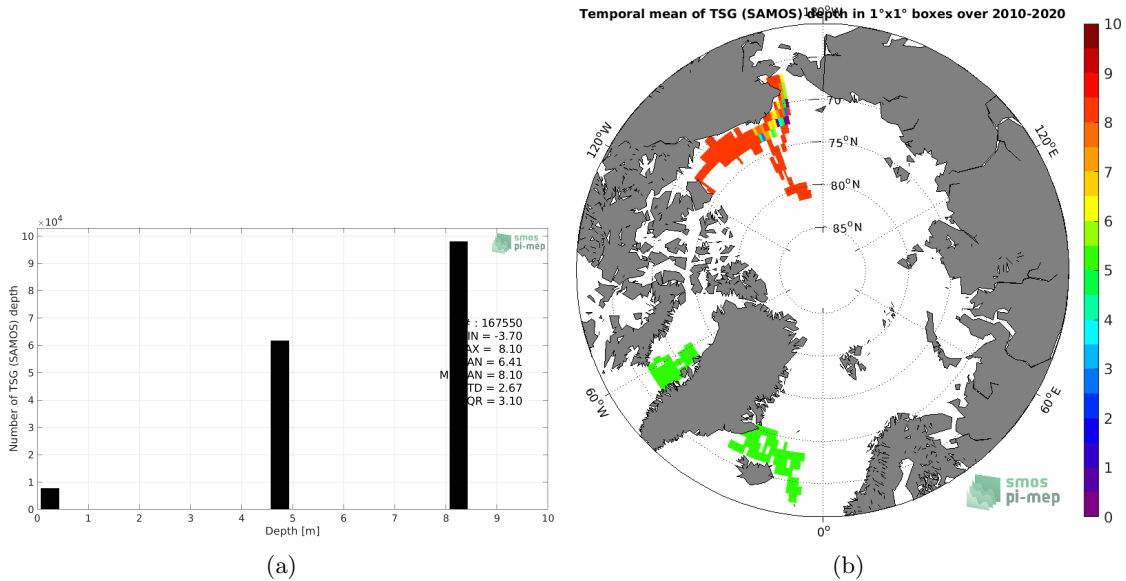 Temporal mean of TSG (SAMOS) depth in 1°x1° boxes over 2010-2020
180°W
120°W
120°E
70
75°N
80°N
85°N
60°W
60°E
0°
10
9
8
7
6
5
4
3
2
1
0
smos
pi-mep
×10⁴
10
9
8
7
6
5
4
3
2
1
0
Number of TSG (SAMOS) depth
smos
pi-mep
: 167550
IN = -3.70
AX = 8.10
AN = 6.41
M AN = 8.10
TD = 2.67
QR = 3.10
0 1 2 3 4 5 6 7 8 9 10
Depth [m]
(a)
(b)